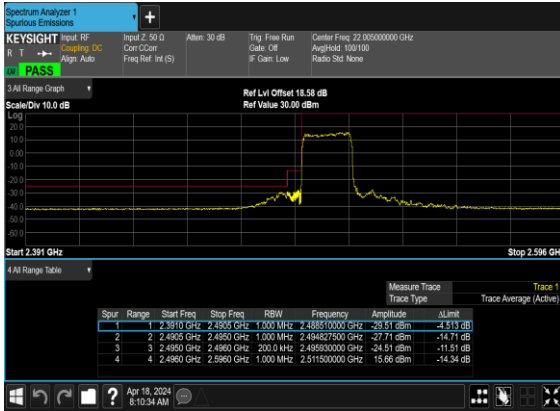 Spectrum Analyzer 1
Spurious Emissions
+
KEYSIGHT Input: RF Input Z: 50 Ω Atten: 30 dB Trig: Free Run Center Freq: 22.005000000 GHz
R T Coupling: DC Corr CCorr Gate: Off Avg|Hold: 100/100
Align: Auto Freq Ref: Int (S) IF Gain: Low Radio Std: None
PASS
3 All Range Graph
Ref Lvl Offset 18.58 dB
Scale/Div 10.0 dB Ref Value 30.00 dBm
Log
20.0
10.0
0.00
-10.0
-20.0
-30.0
-40.0
-50.0
-60.0
Start 2.391 GHz Stop 2.596 GH
4 All Range Table
Measure Trace Trace 1
Trace Type Trace Average (Active)
Spur Range Start Freq Stop Freq RBW Frequency Amplitude ΔLimit
1 1 2.3910 GHz 2.4905 GHz 1.000 MHz 2.488510000 GHz -29.51 dBm -4.513 dB
2 2 2.4905 GHz 2.4950 GHz 1.000 MHz 2.494827500 GHz -27.71 dBm -14.71 dB
3 3 2.4950 GHz 2.4960 GHz 200.0 kHz 2.495930000 GHz -24.51 dBm -11.51 dB
4 4 2.4960 GHz 2.5960 GHz 1.000 MHz 2.511500000 GHz 15.66 dBm -14.34 dB
?
Apr 18, 2024
8:10:34 AM